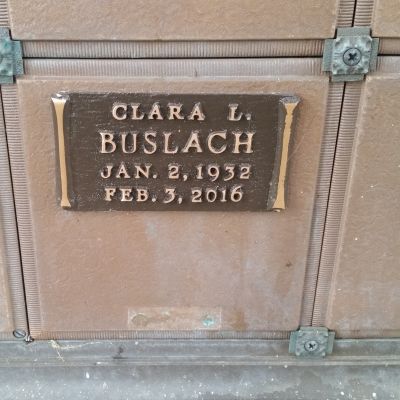 CLARA L.
BUSLACH
JAN. 2, 1932
FEB. 3, 2016